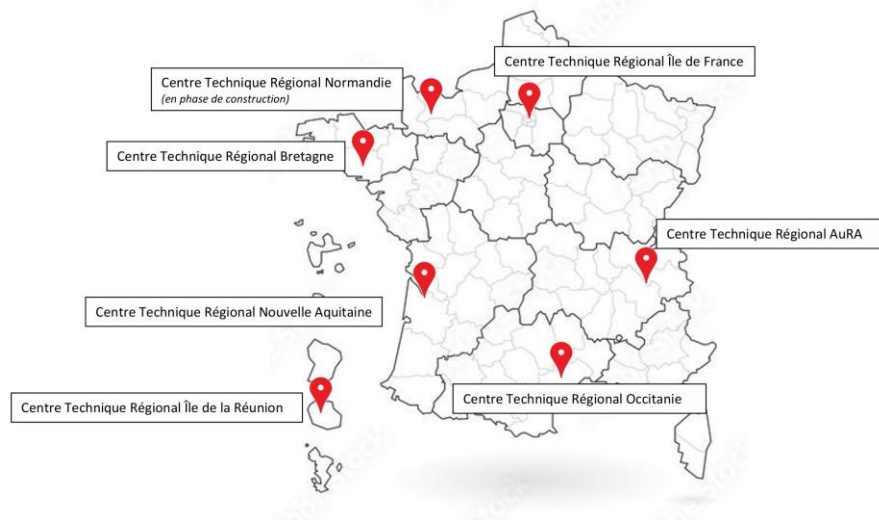 Centre Technique Régional Île de France
Centre Technique Régional Normandie
(en phase de construction)
Centre Technique Régional Bretagne
Centre Technique Régional AuRA
Centre Technique Régional Nouvelle Aquitaine
Centre Technique Régional Occitanie
Centre Technique Régional Île de la Réunion